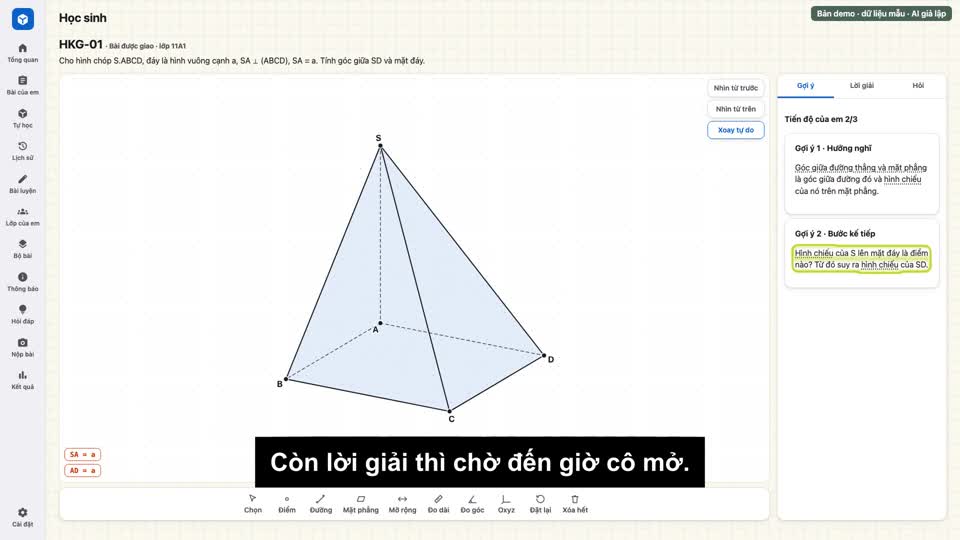 Học sinh
Bản demo · dữ liệu mẫu · AI giả lập
Tổng quan
Bài của em
Tự học
Lịch sử
Bài luyện
Lớp của em
Bộ bài
Thông báo
Hỏi đáp
Nộp bài
Kết quả
Cài đặt
HKG-01 · Bài được giao · lớp 11A1
Cho hình chóp S.ABCD, đáy là hình vuông cạnh a, SA ⊥ (ABCD), SA = a. Tính góc giữa SD và mặt đáy.
Nhìn từ trước
Nhìn từ trên
Xoay tự do
S
A
B
C
D
SA = a
AD = a
Còn lời giải thì chờ đến giờ cô mở.
Chọn
Điểm
Đường
Mặt phẳng
Mở rộng
Đo dài
Đo góc
Oxyz
Đặt lại
Xóa hết
Gợi ý
Lời giải
Hỏi
Tiến độ của em 2/3
Gợi ý 1 · Hướng nghĩ
Góc giữa đường thẳng và mặt phẳng
là góc giữa đường đó và hình chiếu
của nó trên mặt phẳng.
Gợi ý 2 · Bước kế tiếp
Hình chiếu của S lên mặt đáy là điểm
nào? Từ đó suy ra hình chiếu của SD.